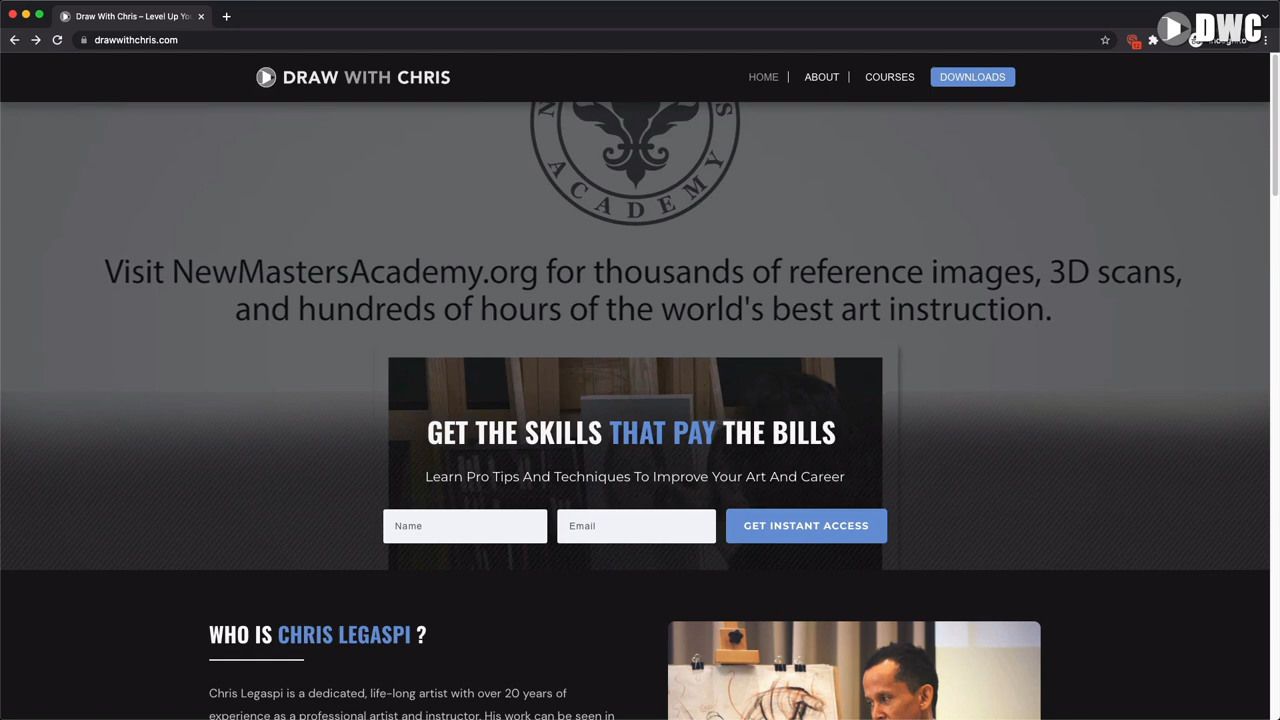 Draw With Chris – Level Up You
drawwithchris.com
DWC
DRAW WITH CHRIS
HOME
ABOUT
COURSES
DOWNLOADS
N S
ACADEMY
Visit NewMastersAcademy.org for thousands of reference images, 3D scans,
and hundreds of hours of the world's best art instruction.
GET THE SKILLS THAT PAY THE BILLS
Learn Pro Tips And Techniques To Improve Your Art And Career
Name
Email
GET INSTANT ACCESS
WHO IS CHRIS LEGASPI ?
Chris Legaspi is a dedicated, life-long artist with over 20 years of
experience as a professional artist and instructor. His work can be seen in